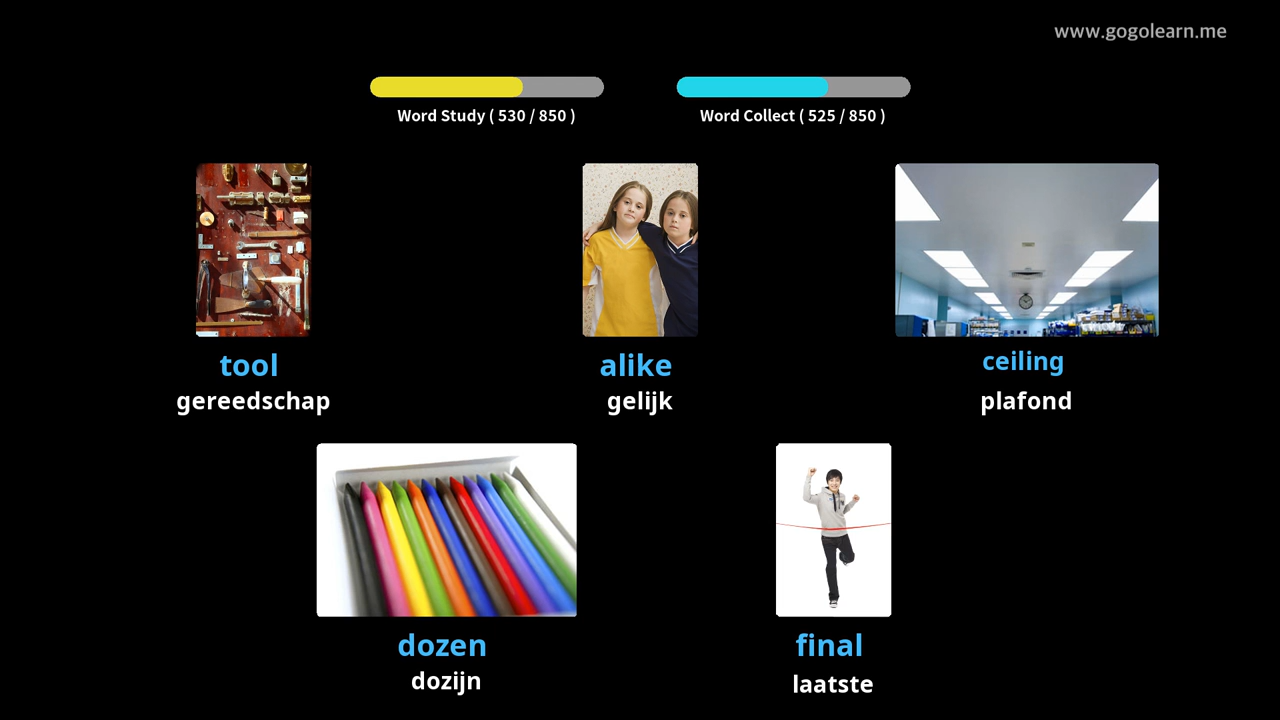 www.gogolearn.me
Word Study ( 530 / 850 )
Word Collect ( 525 / 850 )
tool
gereedschap
alike
gelijk
ceiling
plafond
dozen
dozijn
final
laatste